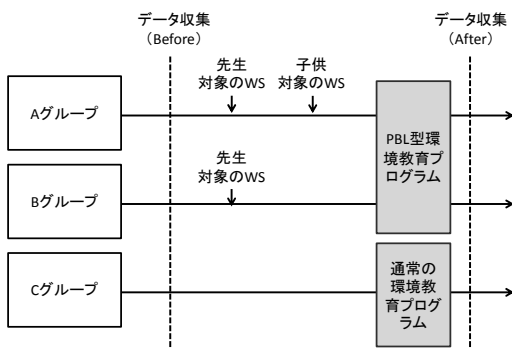 データ収集
（Before）
データ収集
（After）
先生
対象のWS
子供
対象のWS
Aグループ
PBL型環
境教育プ
ログラム
先生
対象のWS
Bグループ
Cグループ
通常の
環境教
育プログ
ラム